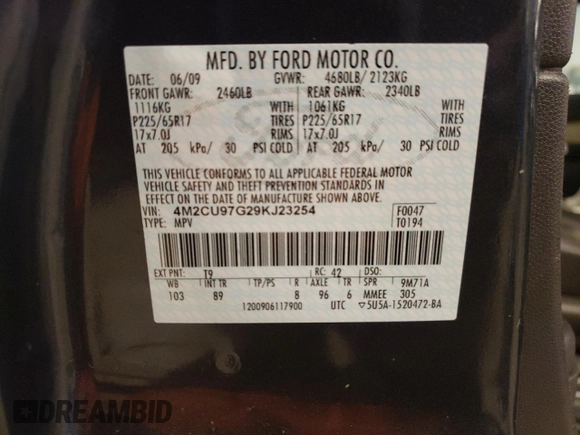 MFD. BY FORD MOTOR CO.
DATE: 06/09 GVWR: 4680LB/ 2123KG
FRONT GAWR: 2460LB REAR GAWR: 2340LB
1116KG WITH 1061KG WITH
P225/65R17 TIRES P225/65R17 TIRES
17x7.0J RIMS 17x7.0J RIMS
AT 205 kPa/ 30 PSI COLD AT 205 kPa/ 30 PSI COLD
THIS VEHICLE CONFORMS TO ALL APPLICABLE FEDERAL MOTOR
VEHICLE SAFETY AND THEFT PREVENTION STANDARDS IN
EFFECT ON THE DATE OF MANUFACTURE SHOWN ABOVE.
VIN: 4M2CU97G29KJ23254 F0047
TYPE: MPV T0194
EXT PNT: T9 RC: 42 DSO:
WB INT TR TP/PS R AXLE TR SPR 9M71A
103 89 8 96 6 MMEE 305
1200906117900 UTC ▽5U5A-1520472-BA
DREAMBID